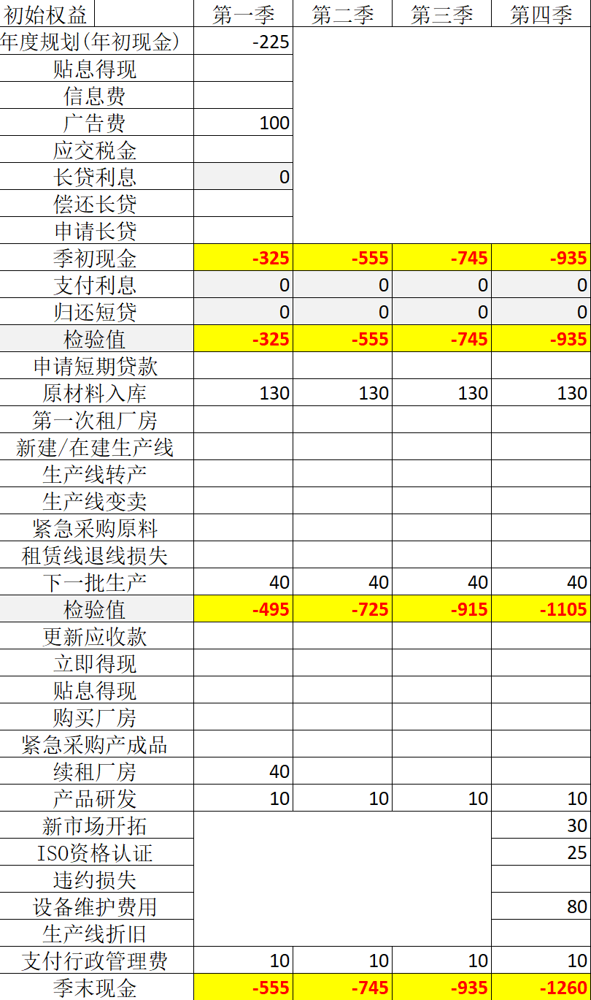 初始权益 第一季 第二季 第三季 第四季
年度规划(年初现金) -225
贴息得现
信息费
广告费 100
应交税金
长贷利息 0
偿还长贷
申请长贷
季初现金 -325 -555 -745 -935
支付利息 0 0 0 0
归还短贷 0 0 0 0
检验值 -325 -555 -745 -935
申请短期贷款
原材料入库 130 130 130 130
第一次租厂房
新建/在建生产线
生产线转产
生产线变卖
紧急采购原料
租赁线退线损失
下一批生产 40 40 40 40
检验值 -495 -725 -915 -1105
更新应收款
立即得现
贴息得现
购买厂房
紧急采购产成品
续租厂房 40
产品研发 10 10 10 10
新市场开拓 30
ISO资格认证 25
违约损失
设备维护费用 80
生产线折旧
支付行政管理费 10 10 10 10
季末现金 -555 -745 -935 -1260